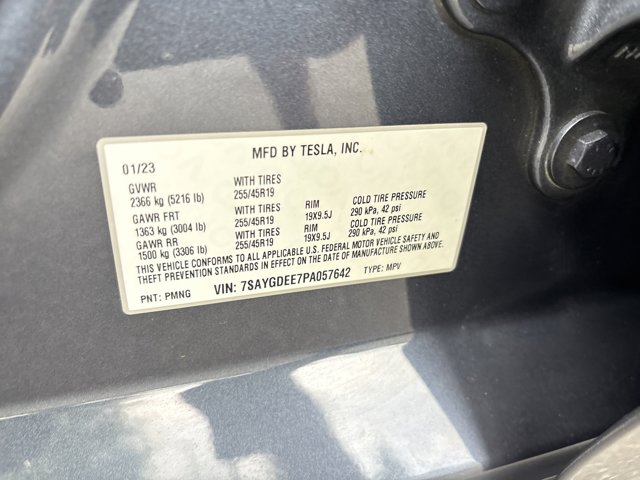 MFD BY TESLA, INC.
01/23
GVWR WITH TIRES
2366 kg (5216 lb) 255/45R19
GAWR FRT WITH TIRES RIM COLD TIRE PRESSURE
1363 kg (3004 lb) 255/45R19 19X9.5J 290 kPa, 42 psi
GAWR RR WITH TIRES RIM COLD TIRE PRESSURE
1500 kg (3306 lb) 255/45R19 19X9.5J 290 kPa, 42 psi
THIS VEHICLE CONFORMS TO ALL APPLICABLE U.S. FEDERAL MOTOR VEHICLE SAFETY AND
THEFT PREVENTION STANDARDS IN EFFECT ON THE DATE OF MANUFACTURE SHOWN ABOVE.
PNT: PMNG VIN: 7SAYGDEE7PA057642 TYPE: MPV